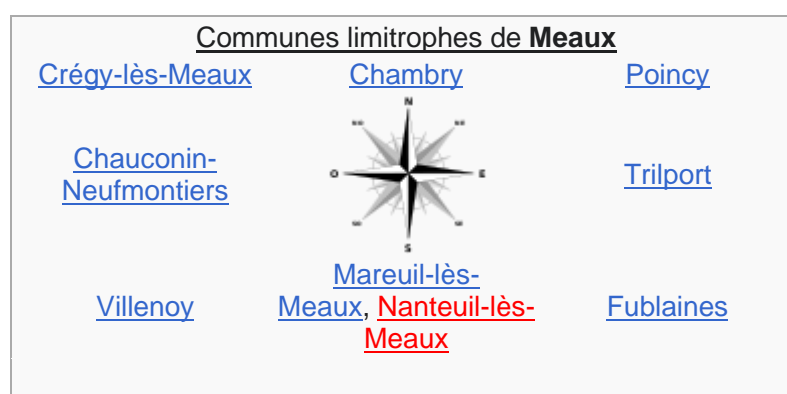 Communes limitrophes de Meaux
Crégy-lès-Meaux Chambry Poincy
N
Chauconin-
Neufmontiers
O E
Trilport
S
Mareuil-lès-
Meaux, Nanteuil-lès-
Meaux
Villenoy
Fublaines